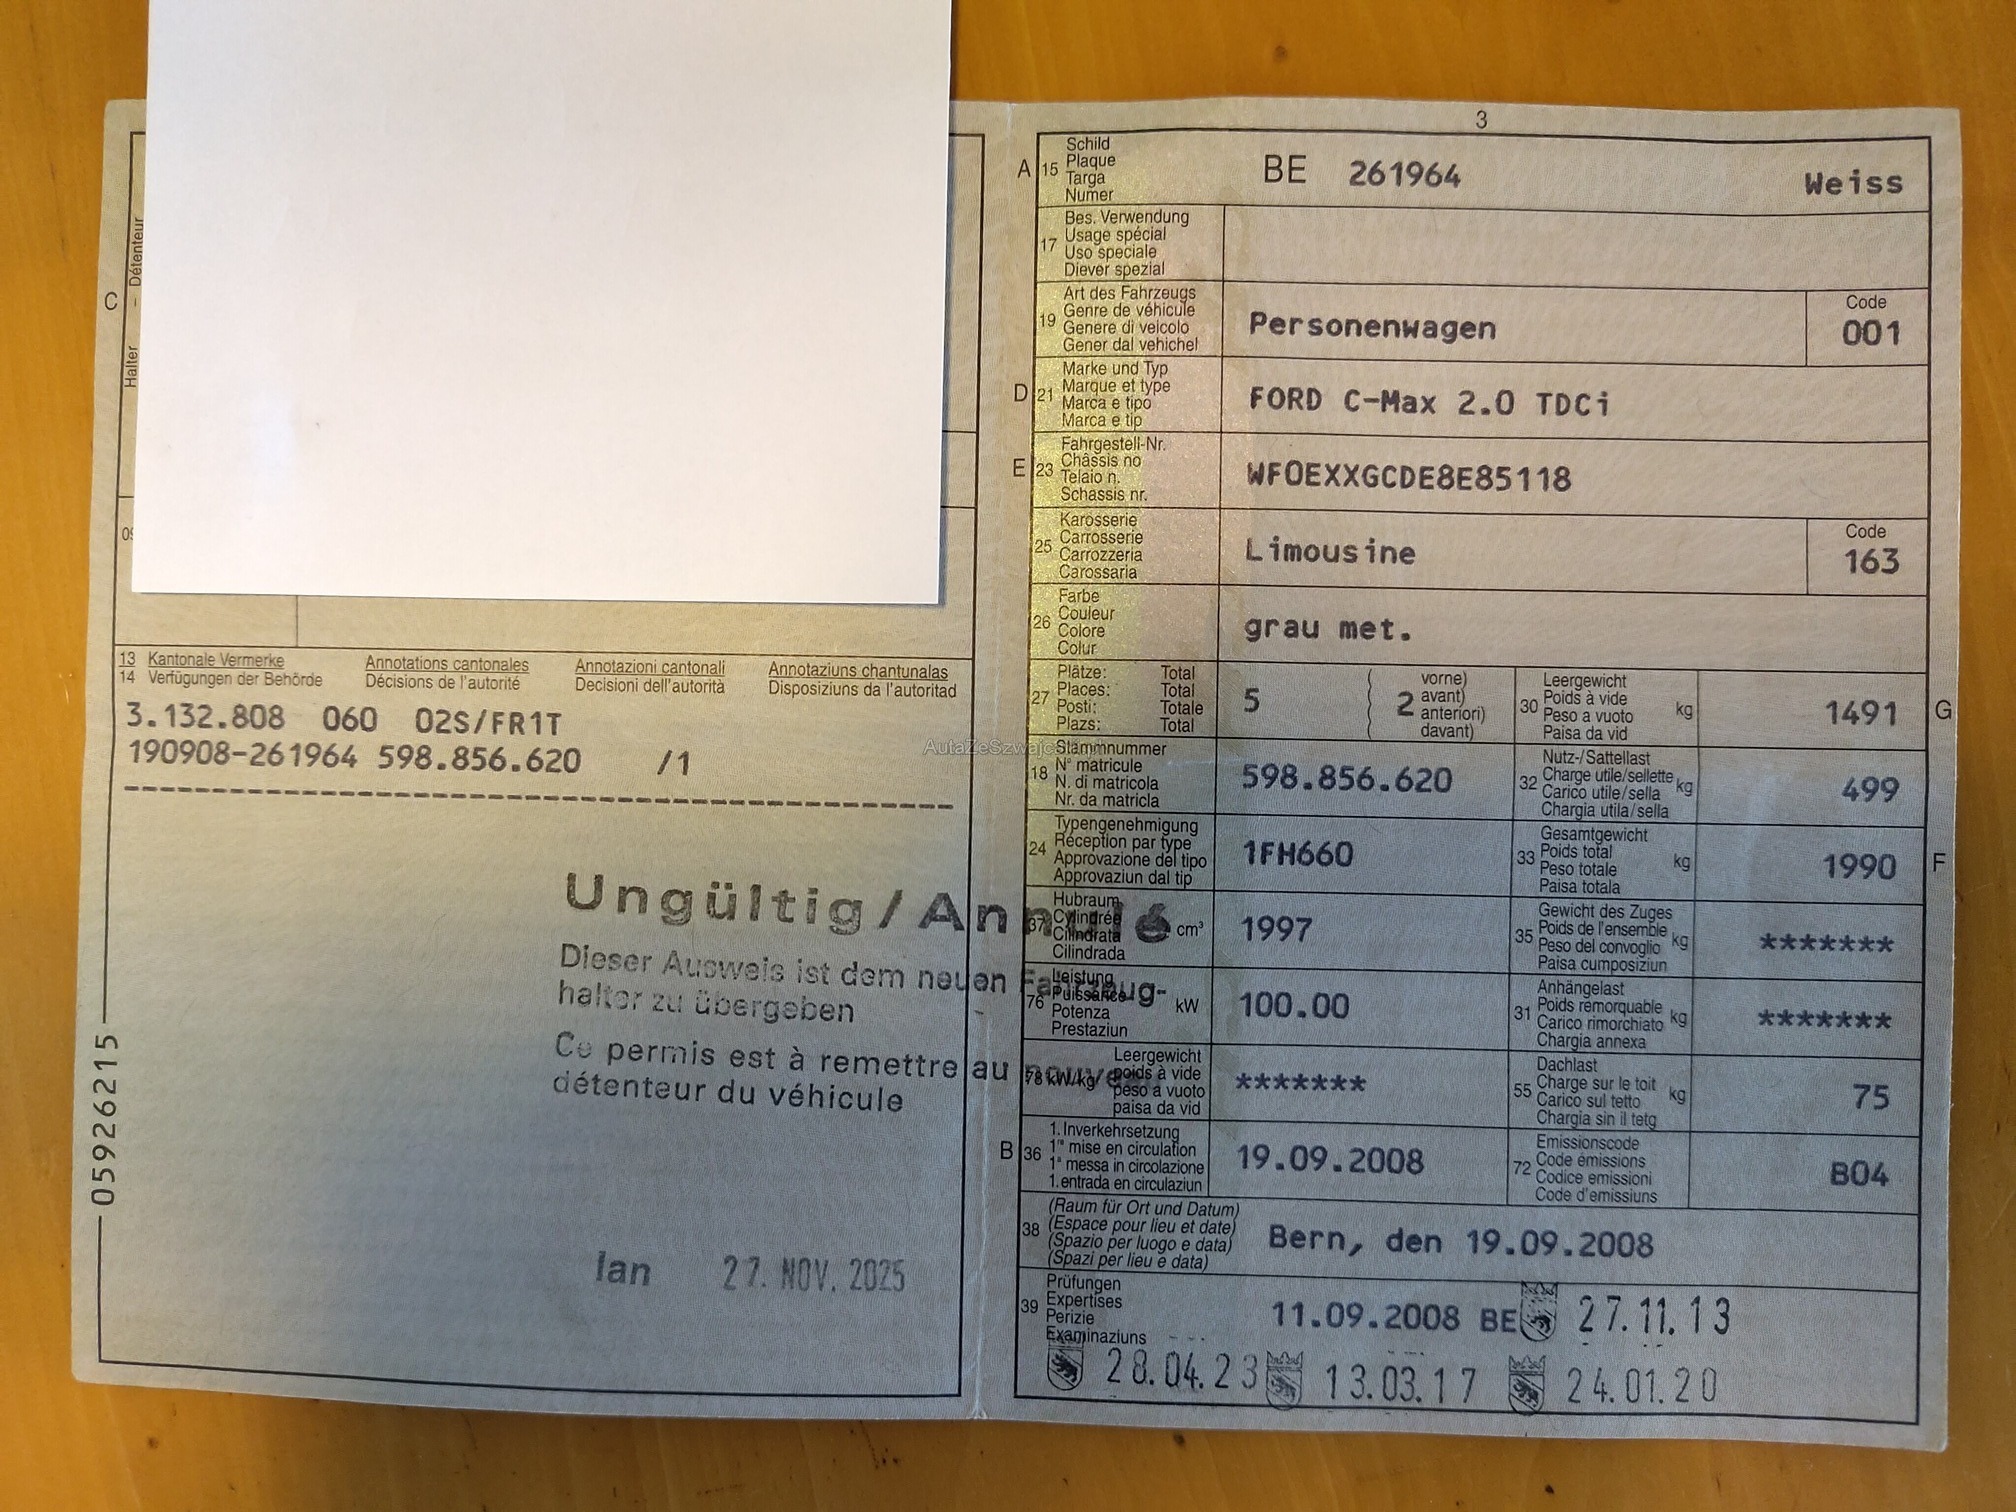 Halter - Détenteur
C
09
13 Kantonale Vermerke Annotations cantonales Annotazioni cantonali Annotaziuns chantunalas
14 Verfügungen der Behörde Décisions de l'autorité Decisioni dell'autorità Disposiziuns da l'autoritad
3.132.808 060 02S/FR1T
190908-261964 598.856.620 /1
Ungültig/Annulé
Dieser Ausweis ist dem neuen Fahrzeug-
halter zu übergeben
Ce permis est à remettre au nouveau
détenteur du véhicule
lan 27. NOV. 2025
05926215
3
A 15 Schild
Plaque
Targa
Numer
BE 261964 Weiss
17 Bes. Verwendung
Usage spécial
Uso speciale
Diever spezial
19 Art des Fahrzeugs
Genre de véhicule
Genere di veicolo
Gener dal vehichel
Personenwagen
Code
001
D 21 Marke und Typ
Marque et type
Marca e tipo
Marca e tip
FORD C-Max 2.0 TDCi
E 23 Fahrgestell-Nr.
Châssis no
Telaio n.
Schassis nr.
WF0EXXGCDE8E85118
25 Karosserie
Carrosserie
Carrozzeria
Carossaria
Limousine
Code
163
26 Farbe
Couleur
Colore
Colur
grau met.
27 Plätze: Total
Places: Total
Posti: Totale
Plazs: Total
5
2
vorne)
avant)
anteriori)
davant)
30 Leergewicht
Poids à vide
Peso a vuoto
Paisa da vid
kg 1491 G
AutaZeSzwajc
18 Stammnummer
N° matricule
N. di matricola
Nr. da matricla
598.856.620
32 Nutz-/Sattellast
Charge utile/sellette
Carico utile/sella
Chargia utila/sella
kg 499
24 Typengenehmigung
Réception par type
Approvazione del tipo
Approvaziun dal tip
1FH660
33 Gesamtgewicht
Poids total
Peso totale
Paisa totala
kg 1990 F
37 Hubraum
Cylindrée
Cilindrata
Cilindrada
cm³ 1997
35 Gewicht des Zuges
Poids de l'ensemble
Peso del convoglio
Paisa cumposiziun
kg *******
76 Leistung
Puissance
Potenza
Prestaziun
kW 100.00
31 Anhängelast
Poids remorquable
Carico rimorchiato
Chargia annexa
kg *******
78 kW/kg Leergewicht
poids à vide
peso a vuoto
paisa da vid
*******
55 Dachlast
Charge sur le toit
Carico sul tetto
Chargia sin il tetg
kg 75
B 36 1. Inverkehrsetzung
1re mise en circulation
1a messa in circolazione
1. entrada en circulaziun
19.09.2008
72 Emissionscode
Code émissions
Codice emissioni
Code d'emissiuns
B04
38 (Raum für Ort und Datum)
(Espace pour lieu et date)
(Spazio per luogo e data)
(Spazi per lieu e data)
Bern, den 19.09.2008
39 Prüfungen
Expertises
Perizie
Examinaziuns
11.09.2008 BE 27.11.13
28.04.23 13.03.17 24.01.20